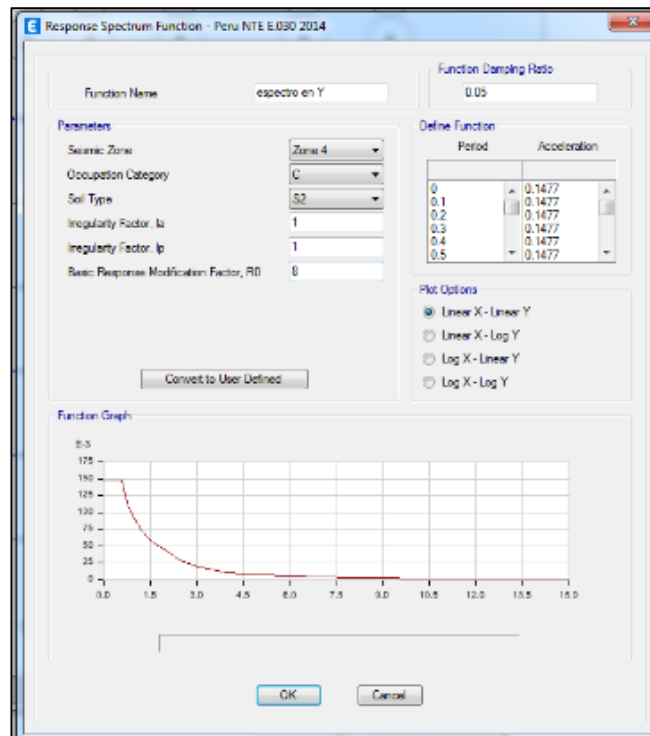 Response Spectrum Function - Peru NTE E.030 2014
Function Name
espectro en Y
Function Damping Ratio
0.05
Parameters
Seismic Zone
Zone 4
Occupation Category
C
Soil Type
S2
Irregularity Factor, Ia
1
Irregularity Factor, Ip
1
Basic Response Modification Factor, R0
8
Convert to User Defined
Define Function
Period
Acceleration
0 0.1477
0.1 0.1477
0.2 0.1477
0.3 0.1477
0.4 0.1477
0.5 0.1477
Plot Options
Linear X - Linear Y
Linear X - Log Y
Log X - Linear Y
Log X - Log Y
Function Graph
E-3
175
150
125
100
75
50
25
0
0.0 1.5 3.0 4.5 6.0 7.5 9.0 10.5 12.0 13.5 15.0
OK
Cancel